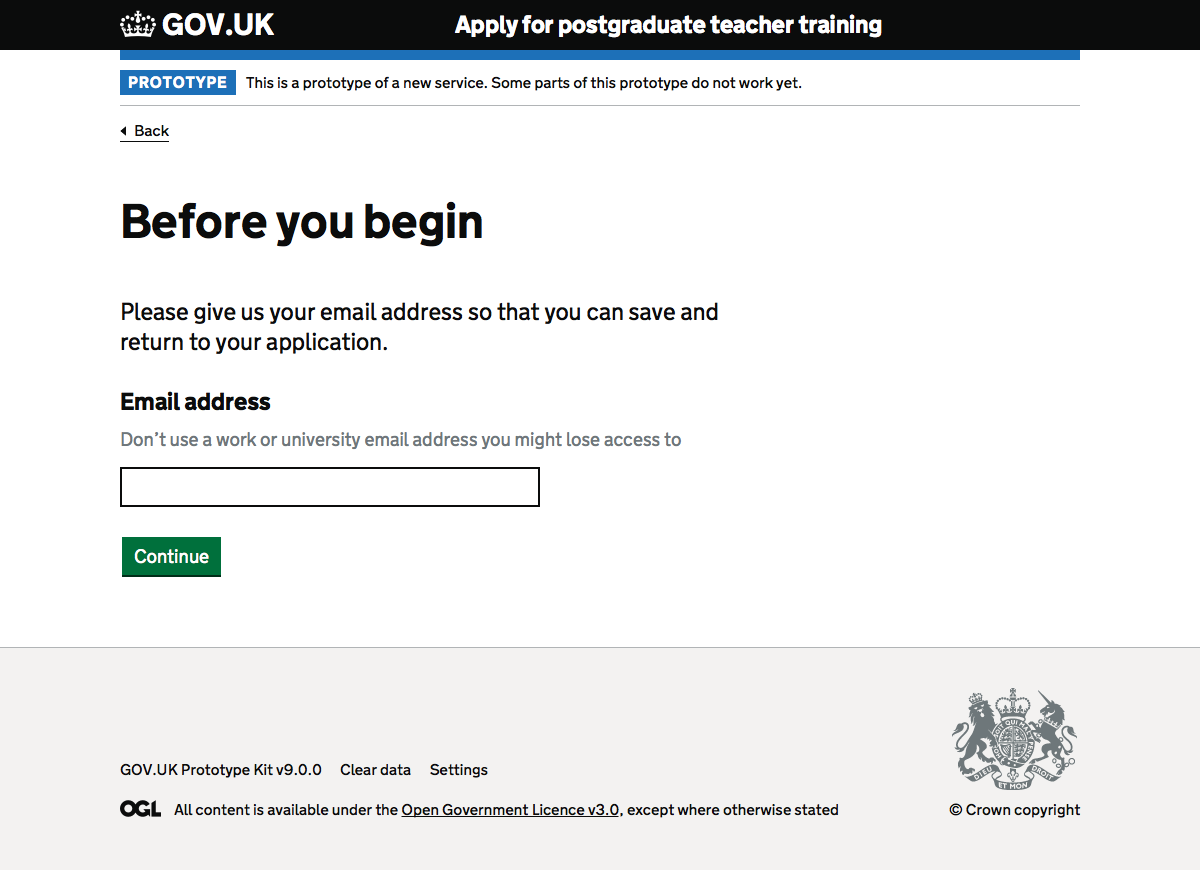 GOV.UK Apply for postgraduate teacher training
PROTOTYPE This is a prototype of a new service. Some parts of this prototype do not work yet.
Back
Before you begin
Please give us your email address so that you can save and
return to your application.
Email address
Don’t use a work or university email address you might lose access to
Continue
GOV.UK Prototype Kit v9.0.0 Clear data Settings
DIEU ET MON DROIT
OGL All content is available under the Open Government Licence v3.0, except where otherwise stated
© Crown copyright